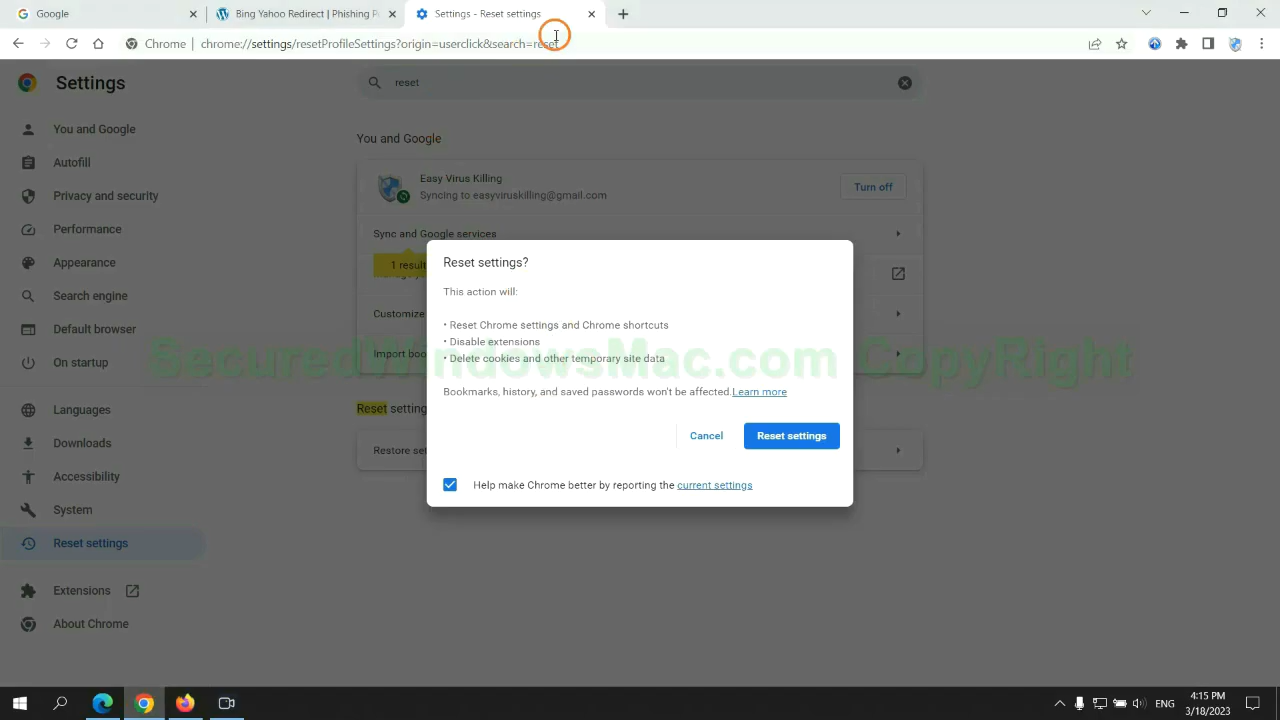 Google
Bing Yahoo Redirect | Phishing P
Settings - Reset settings
Chrome
chrome://settings/resetProfileSettings?origin=userclick&search=reset
Settings
reset
You and Google
Autofill
Privacy and security
Performance
Appearance
Search engine
Default browser
On startup
Languages
Downloads
Accessibility
System
Reset settings
Extensions
About Chrome
You and Google
Easy Virus Killing
Syncing to easyviruskilling@gmail.com
Turn off
Sync and Google services
1 result
Customize
Import boo
Reset setting
Restore set
Reset settings?
This action will:
• Reset Chrome settings and Chrome shortcuts
• Disable extensions
• Delete cookies and other temporary site data
Bookmarks, history, and saved passwords won't be affected. Learn more
Cancel
Reset settings
Help make Chrome better by reporting the current settings
SecuredWindowsMac.com CopyRight
ENG
4:15 PM
3/18/2023